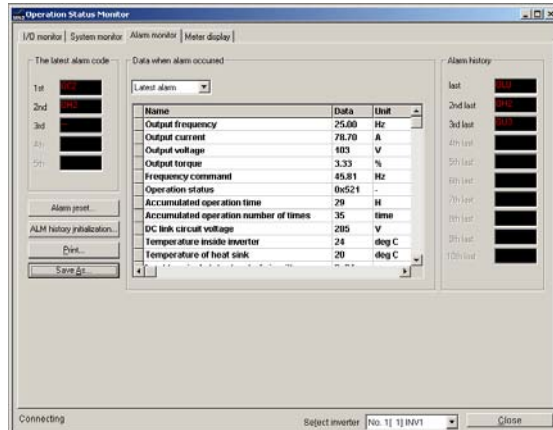 Operation Status Monitor
I/O monitor System monitor Alarm monitor Meter display
The latest alarm code
1st
2nd OH2
3rd --
4th
5th
Alarm reset...
ALM history initialization...
Print...
Save As...
Data when alarm occurred
Latest alarm
Name Data Unit
Output frequency 25.00 Hz
Output current 78.70 A
Output voltage 103 V
Output torque 3.33 %
Frequency command 45.81 Hz
Operation status 0x521 -
Accumulated operation time 29 H
Accumulated operation number of times 35 time
DC link circuit voltage 205 V
Temperature inside inverter 24 deg C
Temperature of heat sink 20 deg C
Alarm history
last
2nd last OH2
3rd last
4th last
5th last
6th last
7th last
8th last
9th last
10th last
Connecting
Select inverter No. 1[ 1] INV1
Close